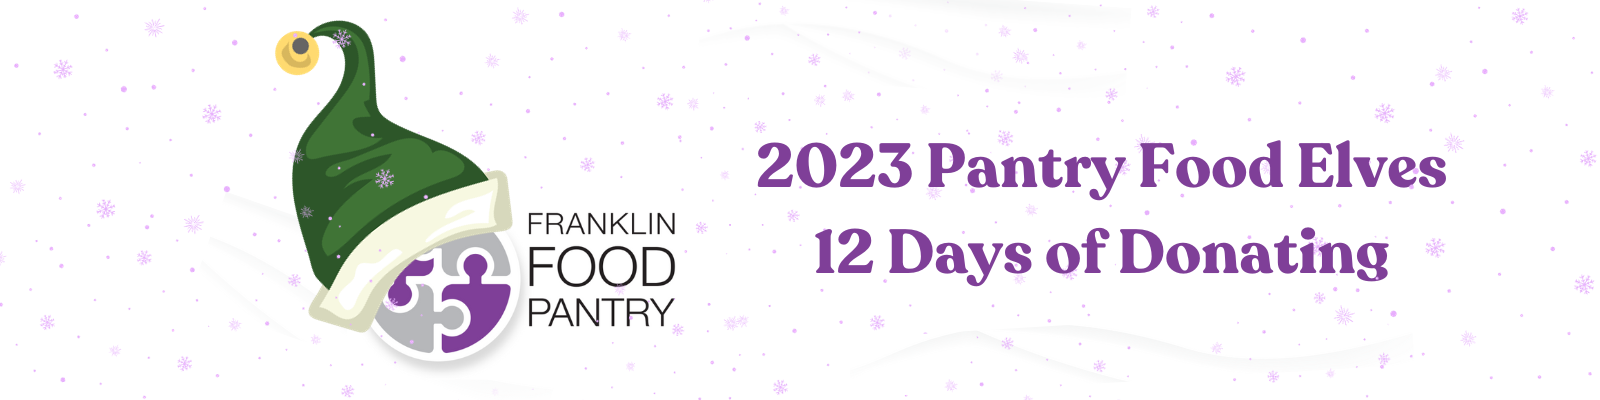 FRANKLIN
FOOD
PANTRY
2023 Pantry Food Elves
12 Days of Donating